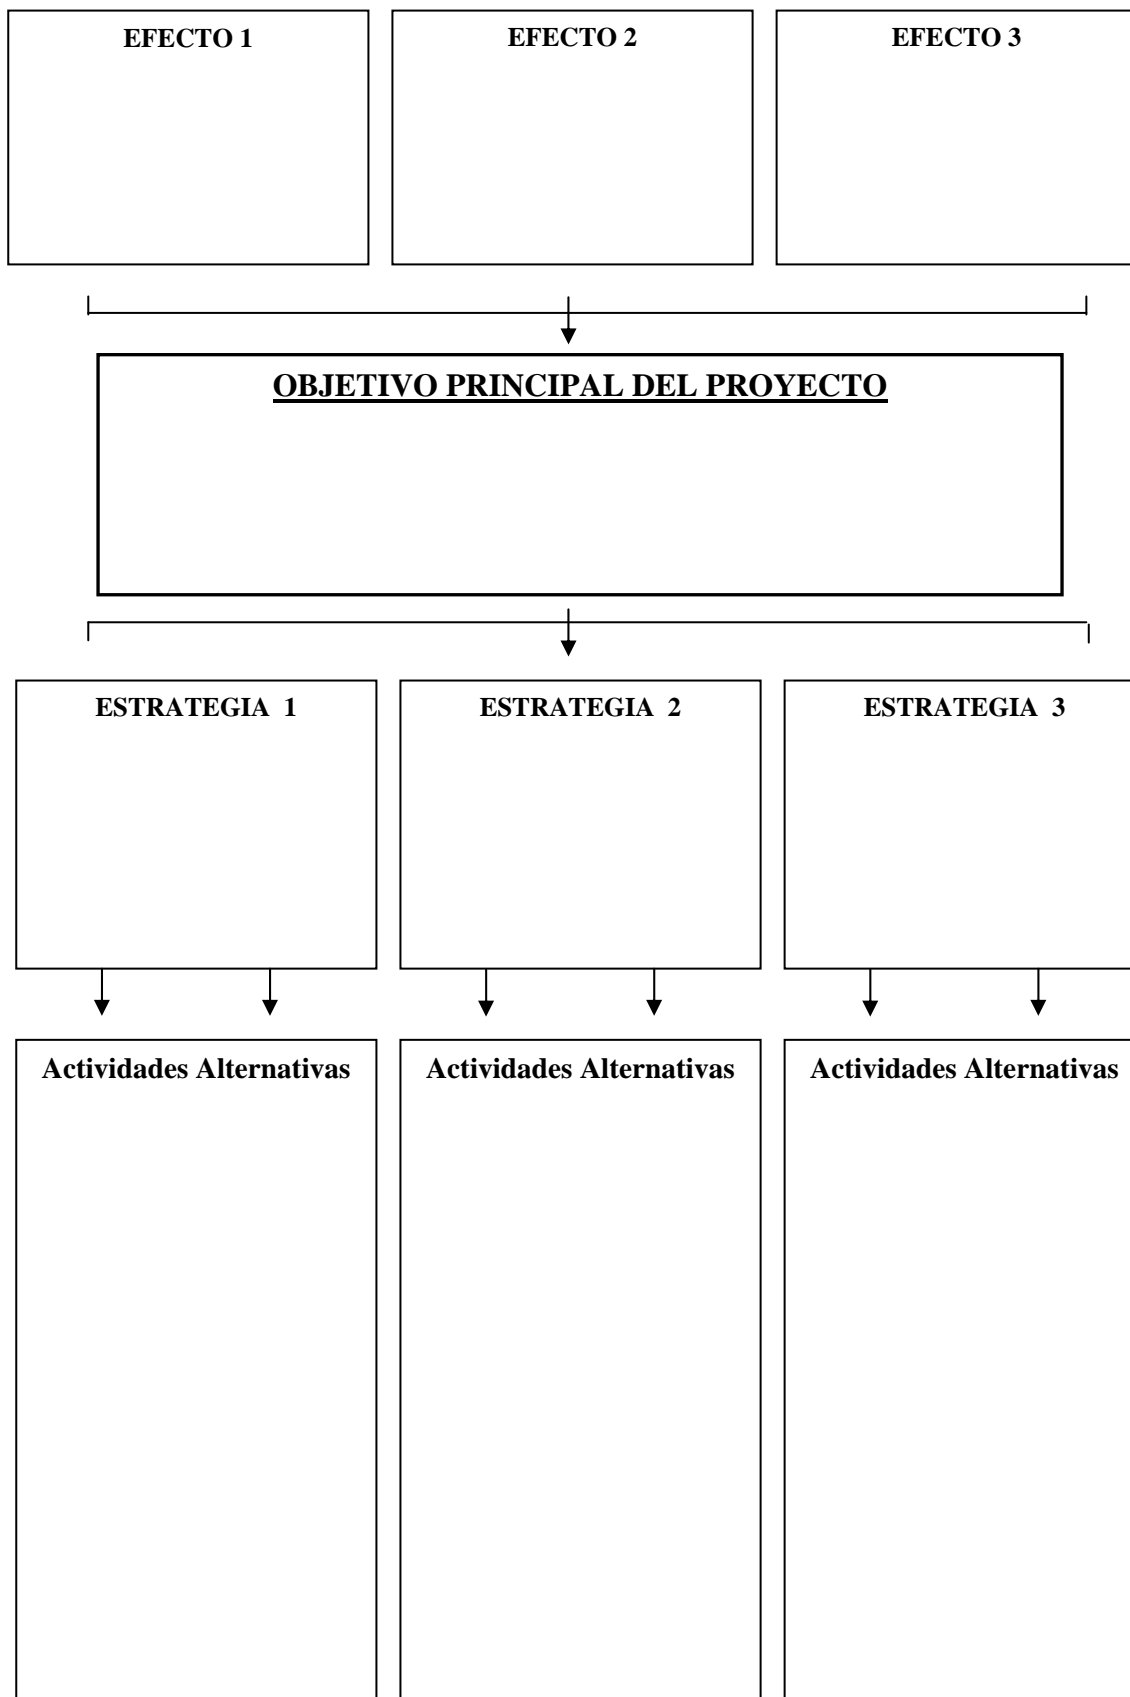 EFECTO 1
EFECTO 2
EFECTO 3
OBJETIVO PRINCIPAL DEL PROYECTO
ESTRATEGIA  1
ESTRATEGIA  2
ESTRATEGIA  3
Actividades Alternativas
Actividades Alternativas
Actividades Alternativas